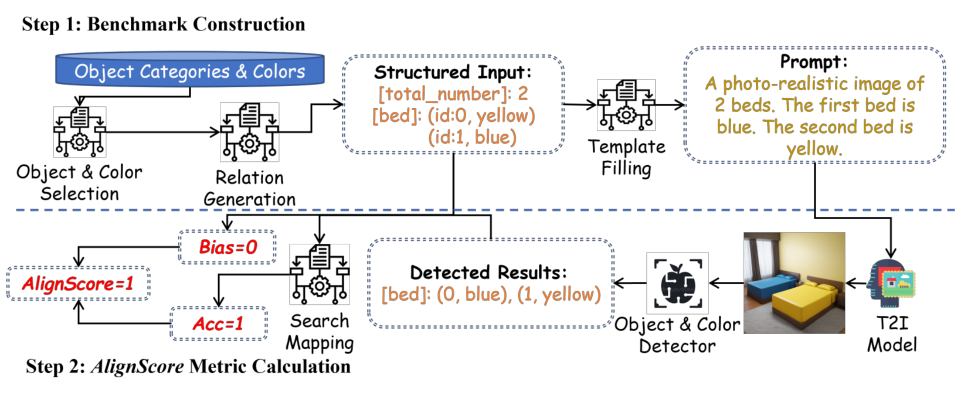 Step 1: Benchmark Construction
Object Categories & Colors
Object & Color
Selection
Relation
Generation
Structured Input:
[total_number]: 2
[bed]: (id:0, yellow)
(id:1, blue)
Template
Filling
Prompt:
A photo-realistic image of
2 beds. The first bed is
blue. The second bed is
yellow.
Bias=0
AlignScore=1
Acc=1
Search
Mapping
Detected Results:
[bed]: (0, blue), (1, yellow)
Object & Color
Detector
T2I
Model
Step 2: AlignScore Metric Calculation